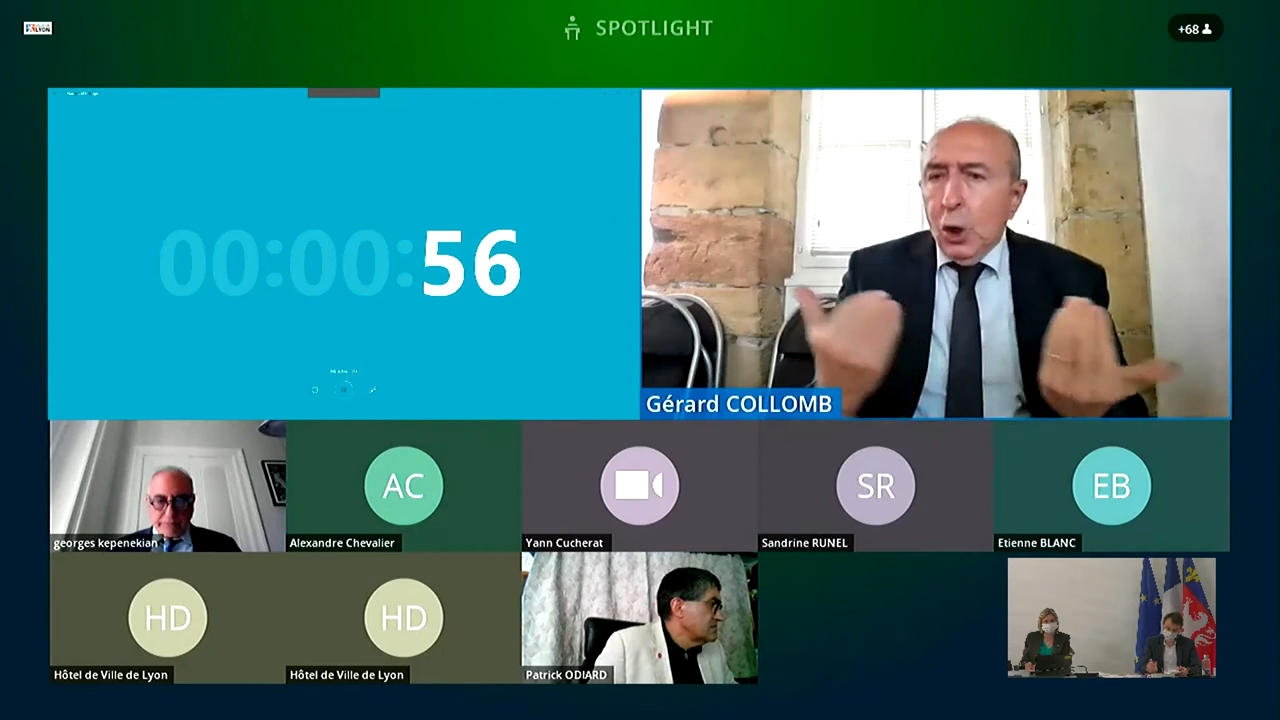 LYON
SPOTLIGHT
+68
00:00:56
Gérard COLLOMB
georges kepenekian
Alexandre Chevalier
Yann Cucherat
Sandrine RUNEL
Etienne BLANC
AC
SR
EB
HD
HD
Hôtel de Ville de Lyon
Hôtel de Ville de Lyon
Patrick ODIARD